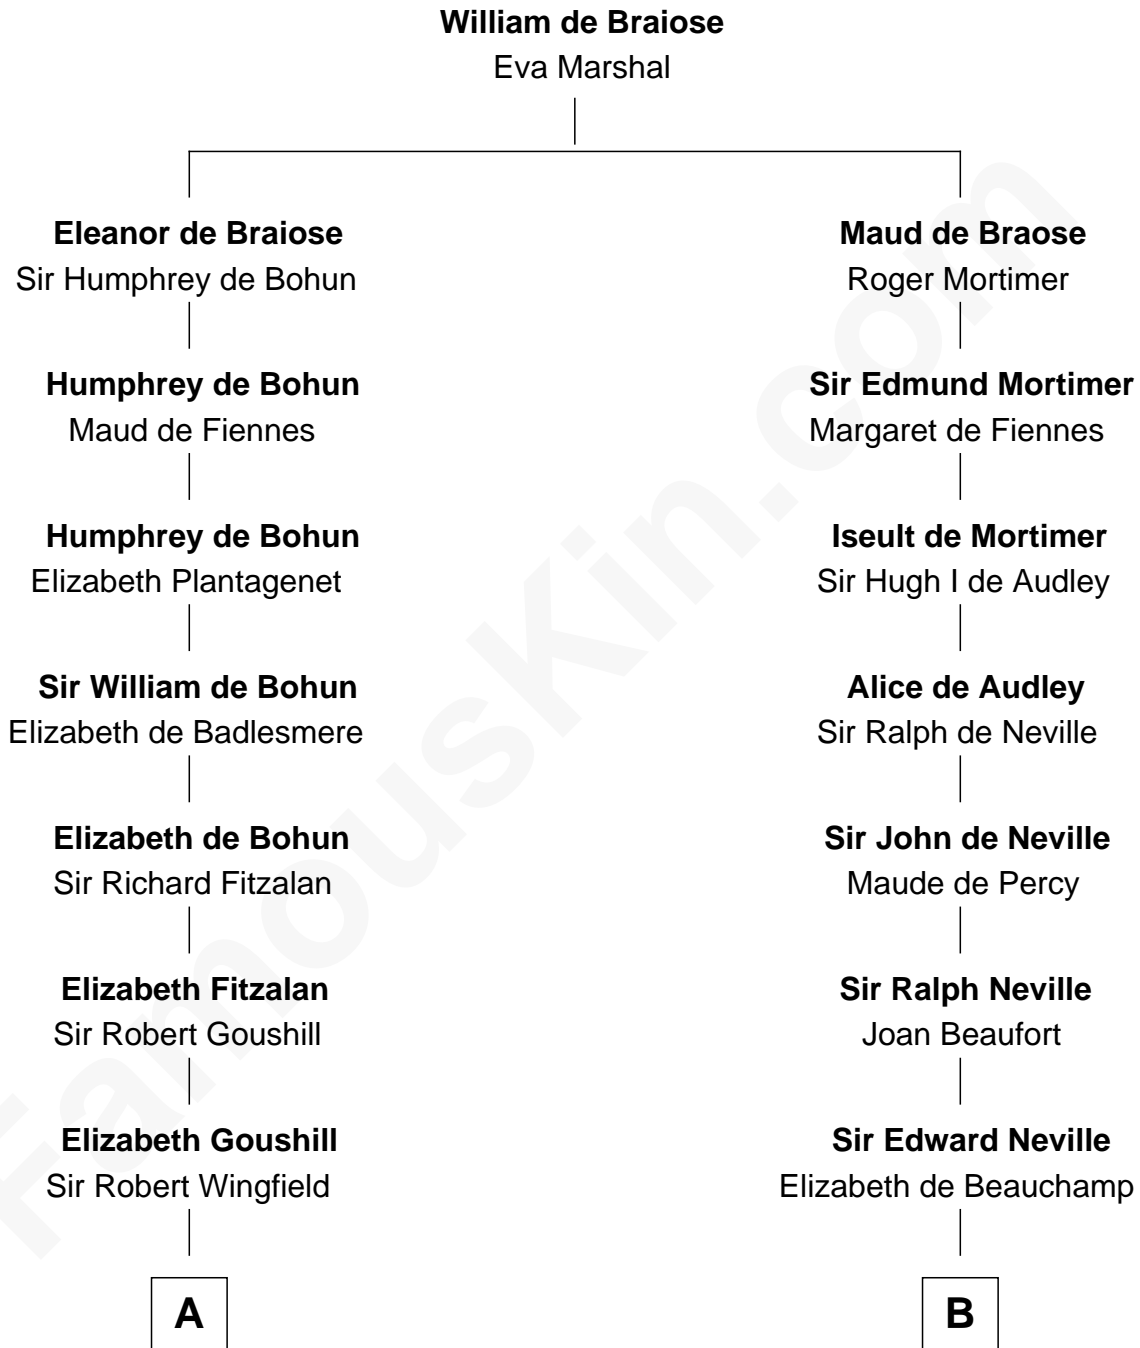 William de Braiose
Eva Marshal
Eleanor de Braiose
Sir Humphrey de Bohun
Maud de Braose
Roger Mortimer
Humphrey de Bohun
Maud de Fiennes
Sir Edmund Mortimer
Margaret de Fiennes
Humphrey de Bohun
Elizabeth Plantagenet
Iseult de Mortimer
Sir Hugh I de Audley
Sir William de Bohun
Elizabeth de Badlesmere
Alice de Audley
Sir Ralph de Neville
Elizabeth de Bohun
Sir Richard Fitzalan
Sir John de Neville
Maude de Percy
Elizabeth Fitzalan
Sir Robert Goushill
Sir Ralph Neville
Joan Beaufort
Elizabeth Goushill
Sir Robert Wingfield
Sir Edward Neville
Elizabeth de Beauchamp
A
B
FamousKin.com